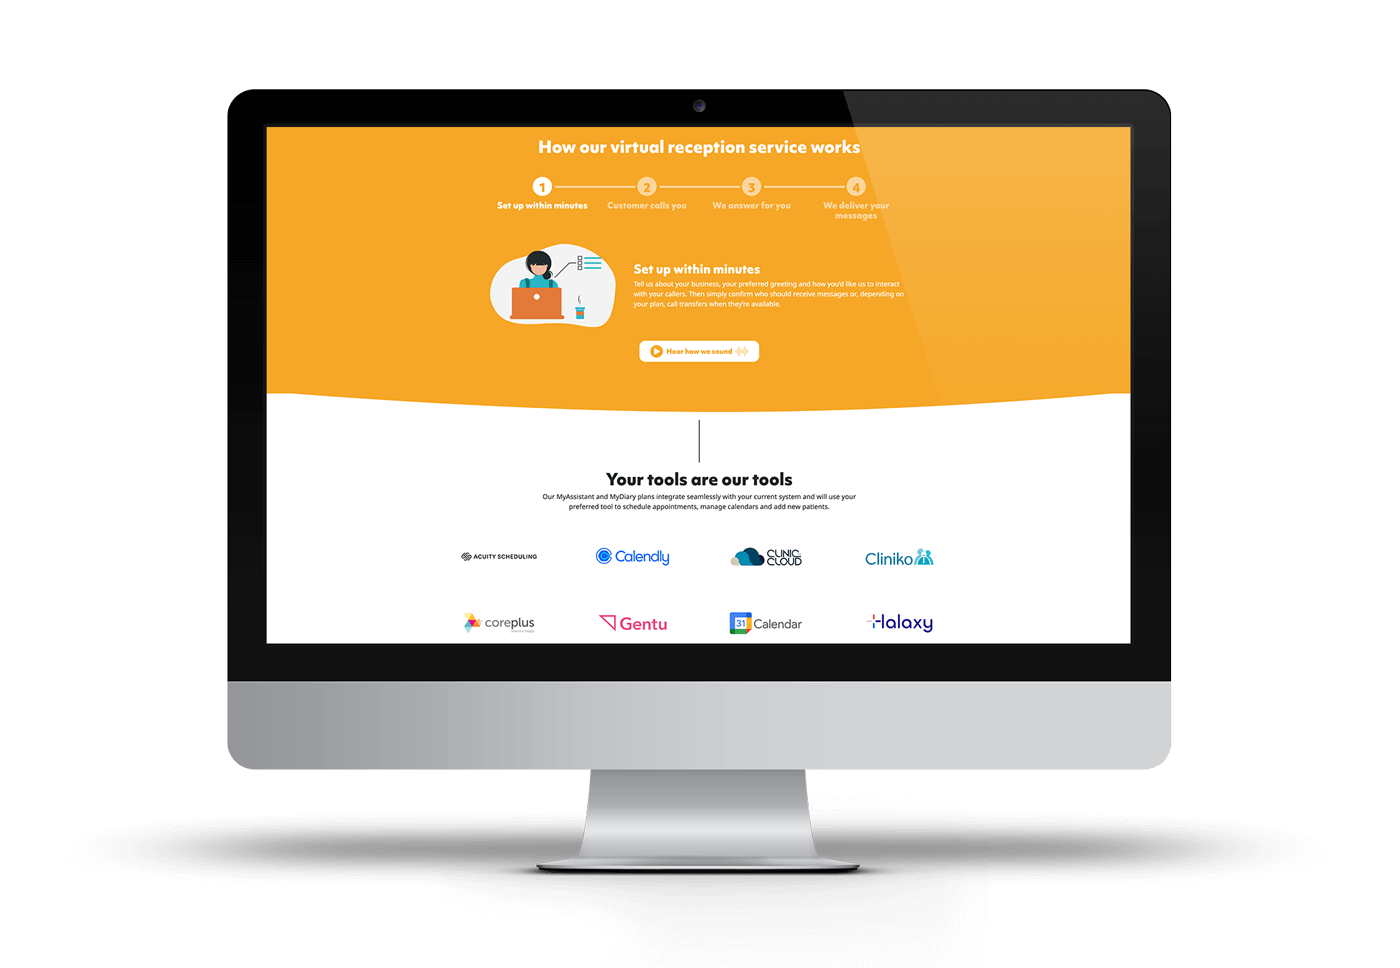 How our virtual reception service works
1 2 3 4
Set up within minutes
Customer calls you
We answer for you
We deliver your
messages
Set up within minutes
Tell us about your business, your preferred greeting and how you'd like us to interact
with your callers. Then simply confirm who should receive messages or, depending on
your plan, call transfers when they're available.
Hear how we sound
Your tools are our tools
Our MyAssistant and MyDiary plans integrate seamlessly with your current system and will use your
preferred tool to schedule appointments, manage calendars and add new patients.
ACUITY SCHEDULING
Calendly
CLINIC
CLOUD
Cliniko
coreplus
Gentu
31 Calendar
Halaxy